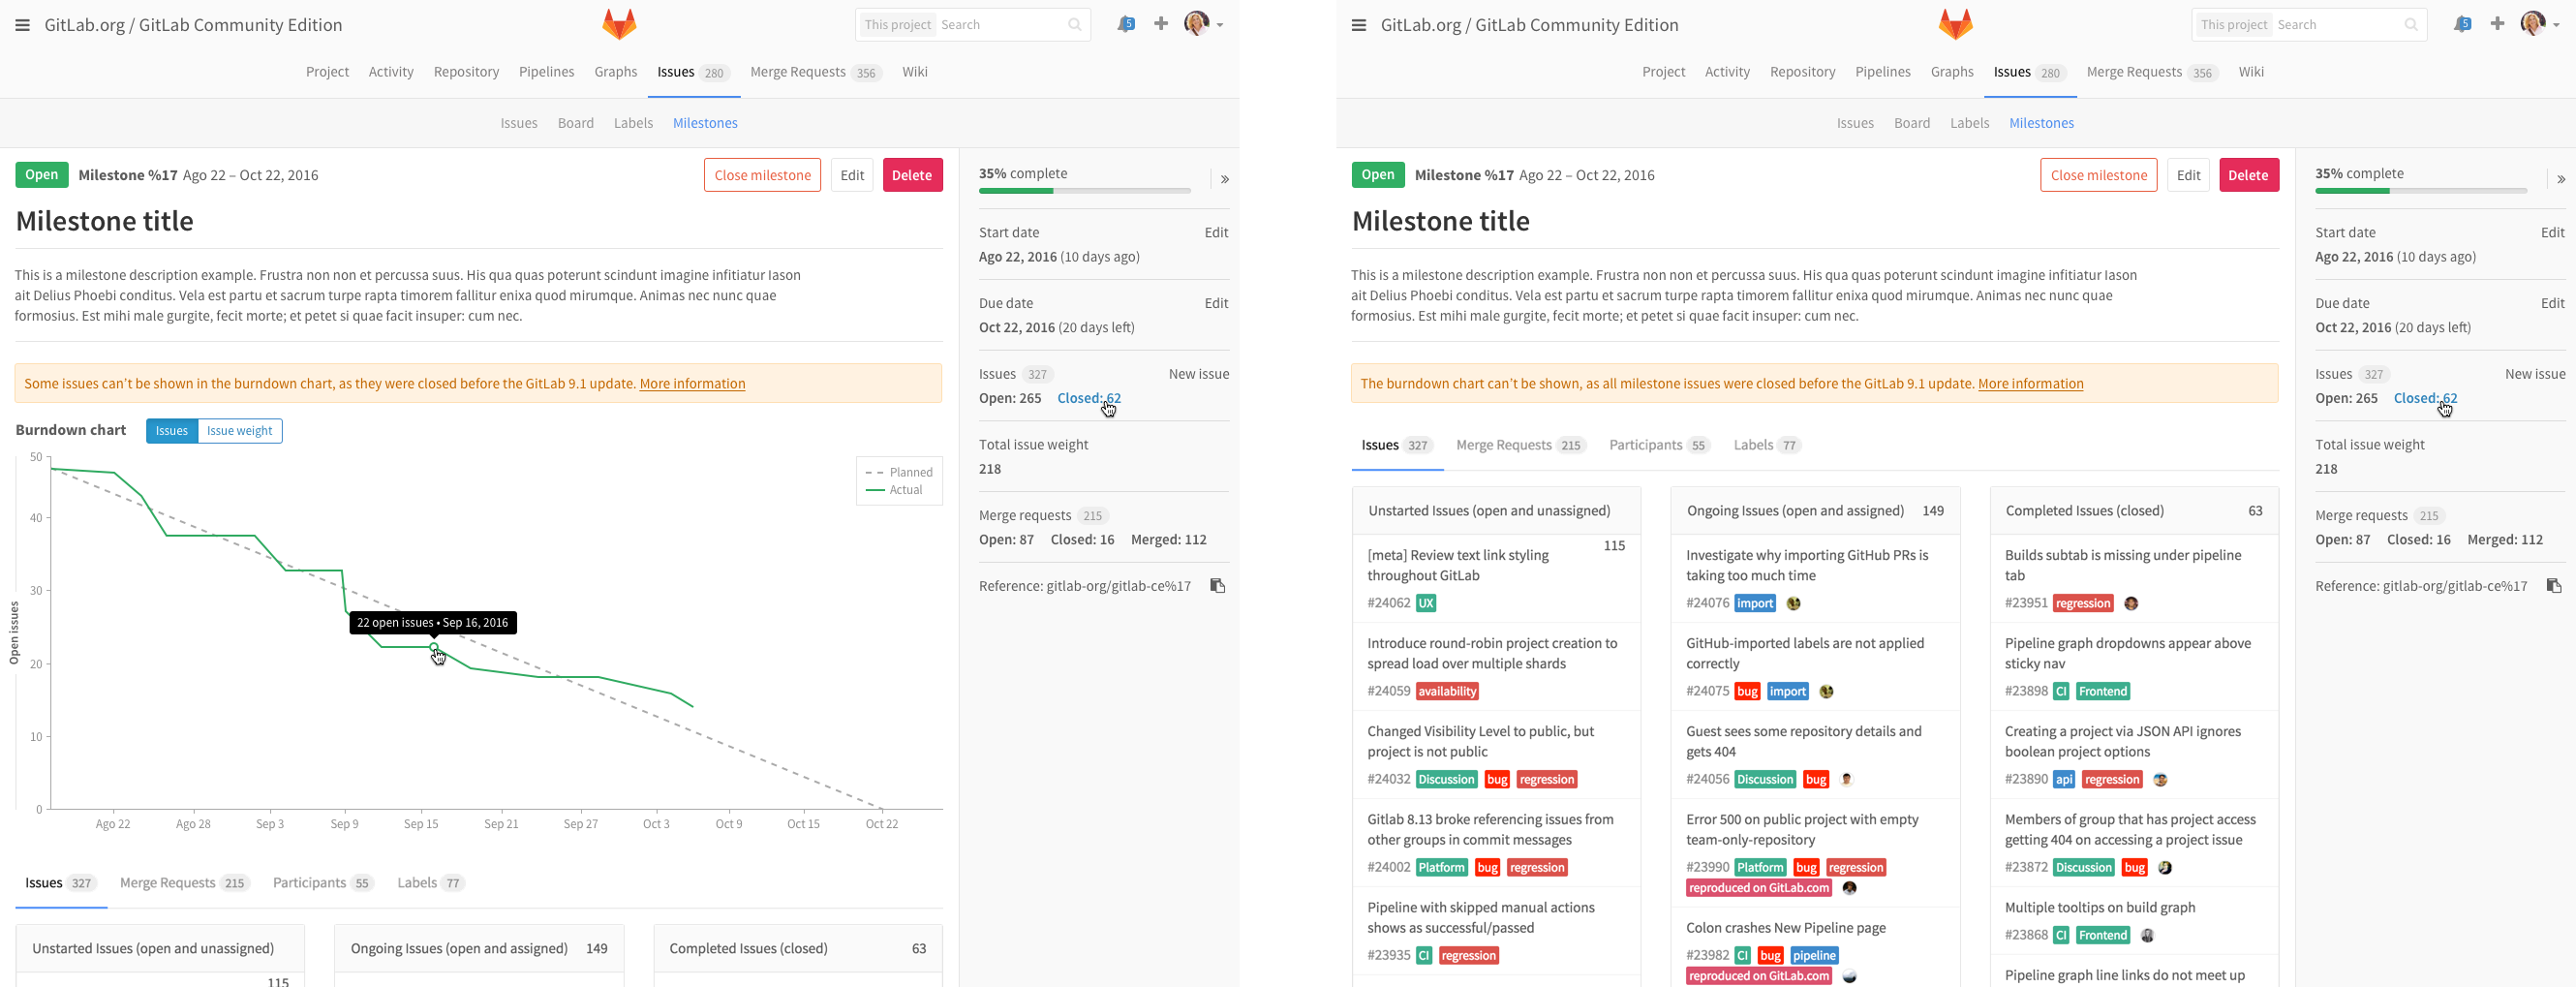 GitLab.org / GitLab Community Edition
This project Search
5
Project Activity Repository Pipelines Graphs Issues 280 Merge Requests 356 Wiki
Issues Board Labels Milestones
Open Milestone %17 Ago 22 – Oct 22, 2016 Close milestone Edit Delete
Milestone title
This is a milestone description example. Frustra non non et percussa suus. His qua quas poterunt scindunt imagine infitiatur Iason
ait Delius Phoebi conditus. Vela est partu et sacrum turpe rapta timorem fallitur enixa quod mirumque. Animas nec nunc quae
formosius. Est mihi male gurgite, fecit morte; et petet si quae facit insuper: cum nec.
Some issues can't be shown in the burndown chart, as they were closed before the GitLab 9.1 update. More information
Burndown chart Issues Issue weight
50
40
30
20
10
0
Open issues
Planned
Actual
22 open issues • Sep 16, 2016
Ago 22 Ago 28 Sep 3 Sep 9 Sep 15 Sep 21 Sep 27 Oct 3 Oct 9 Oct 15 Oct 22
Issues 327 Merge Requests 215 Participants 55 Labels 77
Unstarted Issues (open and unassigned)
115
Ongoing Issues (open and assigned) 149
Completed Issues (closed) 63
35% complete »
Start date Edit
Ago 22, 2016 (10 days ago)
Due date Edit
Oct 22, 2016 (20 days left)
Issues 327 New issue
Open: 265 Closed: 62
Total issue weight
218
Merge requests 215
Open: 87 Closed: 16 Merged: 112
Reference: gitlab-org/gitlab-ce%17
GitLab.org / GitLab Community Edition
This project Search
5
Project Activity Repository Pipelines Graphs Issues 280 Merge Requests 356 Wiki
Issues Board Labels Milestones
Open Milestone %17 Ago 22 – Oct 22, 2016 Close milestone Edit Delete
Milestone title
This is a milestone description example. Frustra non non et percussa suus. His qua quas poterunt scindunt imagine infitiatur Iason
ait Delius Phoebi conditus. Vela est partu et sacrum turpe rapta timorem fallitur enixa quod mirumque. Animas nec nunc quae
formosius. Est mihi male gurgite, fecit morte; et petet si quae facit insuper: cum nec.
The burndown chart can't be shown, as all milestone issues were closed before the GitLab 9.1 update. More information
Issues 327 Merge Requests 215 Participants 55 Labels 77
Unstarted Issues (open and unassigned)
115
[meta] Review text link styling
throughout GitLab
#24062 UX
Introduce round-robin project creation to
spread load over multiple shards
#24059 availability
Changed Visibility Level to public, but
project is not public
#24032 Discussion bug regression
Gitlab 8.13 broke referencing issues from
other groups in commit messages
#24002 Platform bug regression
Pipeline with skipped manual actions
shows as successful/passed
#23935 CI regression
Ongoing Issues (open and assigned) 149
Investigate why importing GitHub PRs is
taking too much time
#24076 import
GitHub-imported labels are not applied
correctly
#24075 bug import
Guest sees some repository details and
gets 404
#24056 Discussion bug
Error 500 on public project with empty
team-only-repository
#23990 Platform bug regression
reproduced on GitLab.com
Colon crashes New Pipeline page
#23982 CI bug pipeline
reproduced on GitLab.com
Completed Issues (closed) 63
Builds subtab is missing under pipeline
tab
#23951 regression
Pipeline graph dropdowns appear above
sticky nav
#23898 CI Frontend
Creating a project via JSON API ignores
boolean project options
#23890 api regression
Members of group that has project access
getting 404 on accessing a project issue
#23872 Discussion bug
Multiple tooltips on build graph
#23868 CI Frontend
Pipeline graph line links do not meet up
35% complete »
Start date Edit
Ago 22, 2016 (10 days ago)
Due date Edit
Oct 22, 2016 (20 days left)
Issues 327 New issue
Open: 265 Closed: 62
Total issue weight
218
Merge requests 215
Open: 87 Closed: 16 Merged: 112
Reference: gitlab-org/gitlab-ce%17